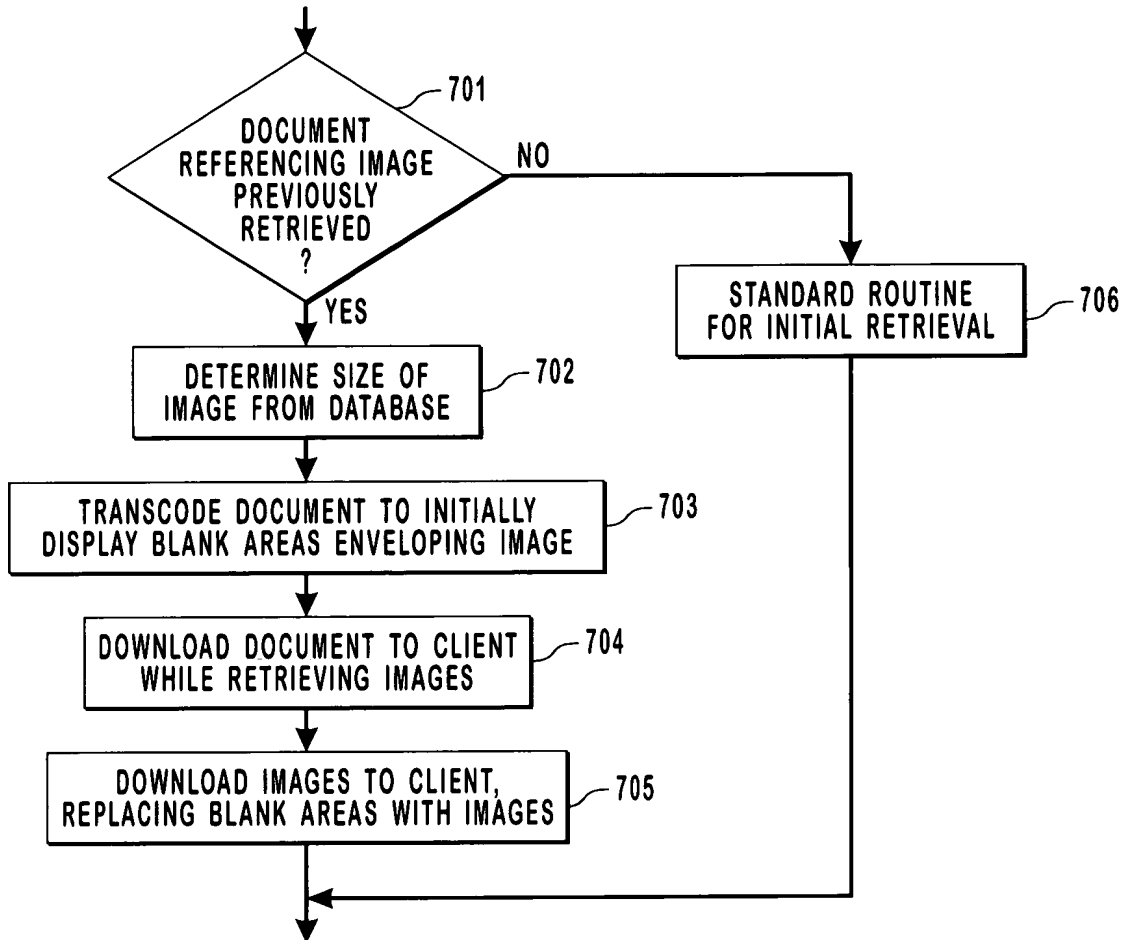 701
DOCUMENT
REFERENCING IMAGE
PREVIOUSLY
RETRIEVED
?
NO
YES
STANDARD ROUTINE
FOR INITIAL RETRIEVAL
706
DETERMINE SIZE OF
IMAGE FROM DATABASE
702
TRANSCODE DOCUMENT TO INITIALLY
DISPLAY BLANK AREAS ENVELOPING IMAGE
703
DOWNLOAD DOCUMENT TO CLIENT
WHILE RETRIEVING IMAGES
704
DOWNLOAD IMAGES TO CLIENT,
REPLACING BLANK AREAS WITH IMAGES
705